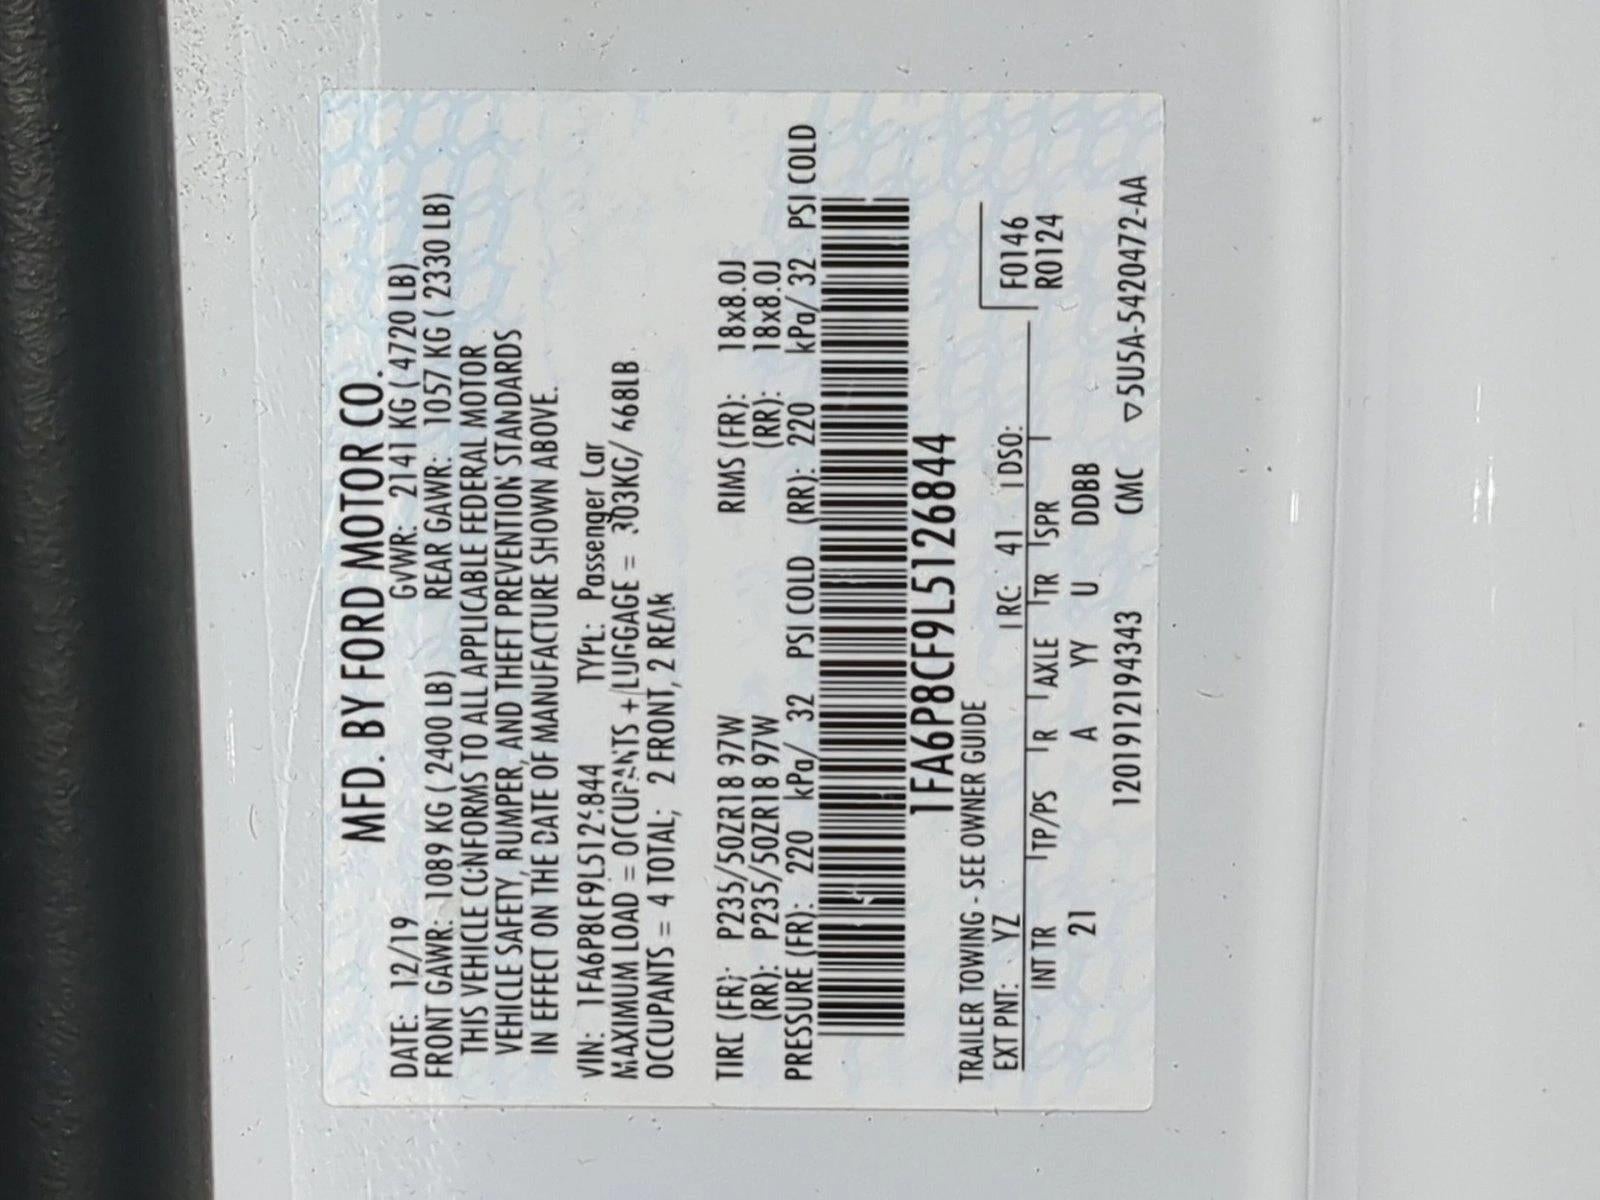 MFD. BY FORD MOTOR CO.
DATE: 12/19 GVWR: 2141 KG ( 4720 LB)
FRONT GAWR: 1089 KG ( 2400 LB) REAR GAWR: 1057 KG ( 2330 LB)
THIS VEHICLE CONFORMS TO ALL APPLICABLE FEDERAL MOTOR
VEHICLE SAFETY, BUMPER, AND THEFT PREVENTION STANDARDS
IN EFFECT ON THE DATE OF MANUFACTURE SHOWN ABOVE.
VIN: 1FA6P8CF9L5126844 TYPE: Passenger Car
MAXIMUM LOAD = OCCUPANTS + LUGGAGE = 303KG/ 668LB
OCCUPANTS = 4 TOTAL; 2 FRONT, 2 REAR
TIRE (FR): P235/50ZR18 97W RIMS (FR): 18x8.0J
(RR): P235/50ZR18 97W (RR): 18x8.0J
PRESSURE (FR): 220 kPa/ 32 PSI COLD (RR): 220 kPa/ 32 PSI COLD
1FA6P8CF9L5126844
TRAILER TOWING - SEE OWNER GUIDE
EXT PNT: YZ RC: 41 DSO: F0146
INT TR TP/PS R AXLE TR SPR R0124
21 A YY U DDBB
12019121194343 CMC ▽5U5A-5420472-AA